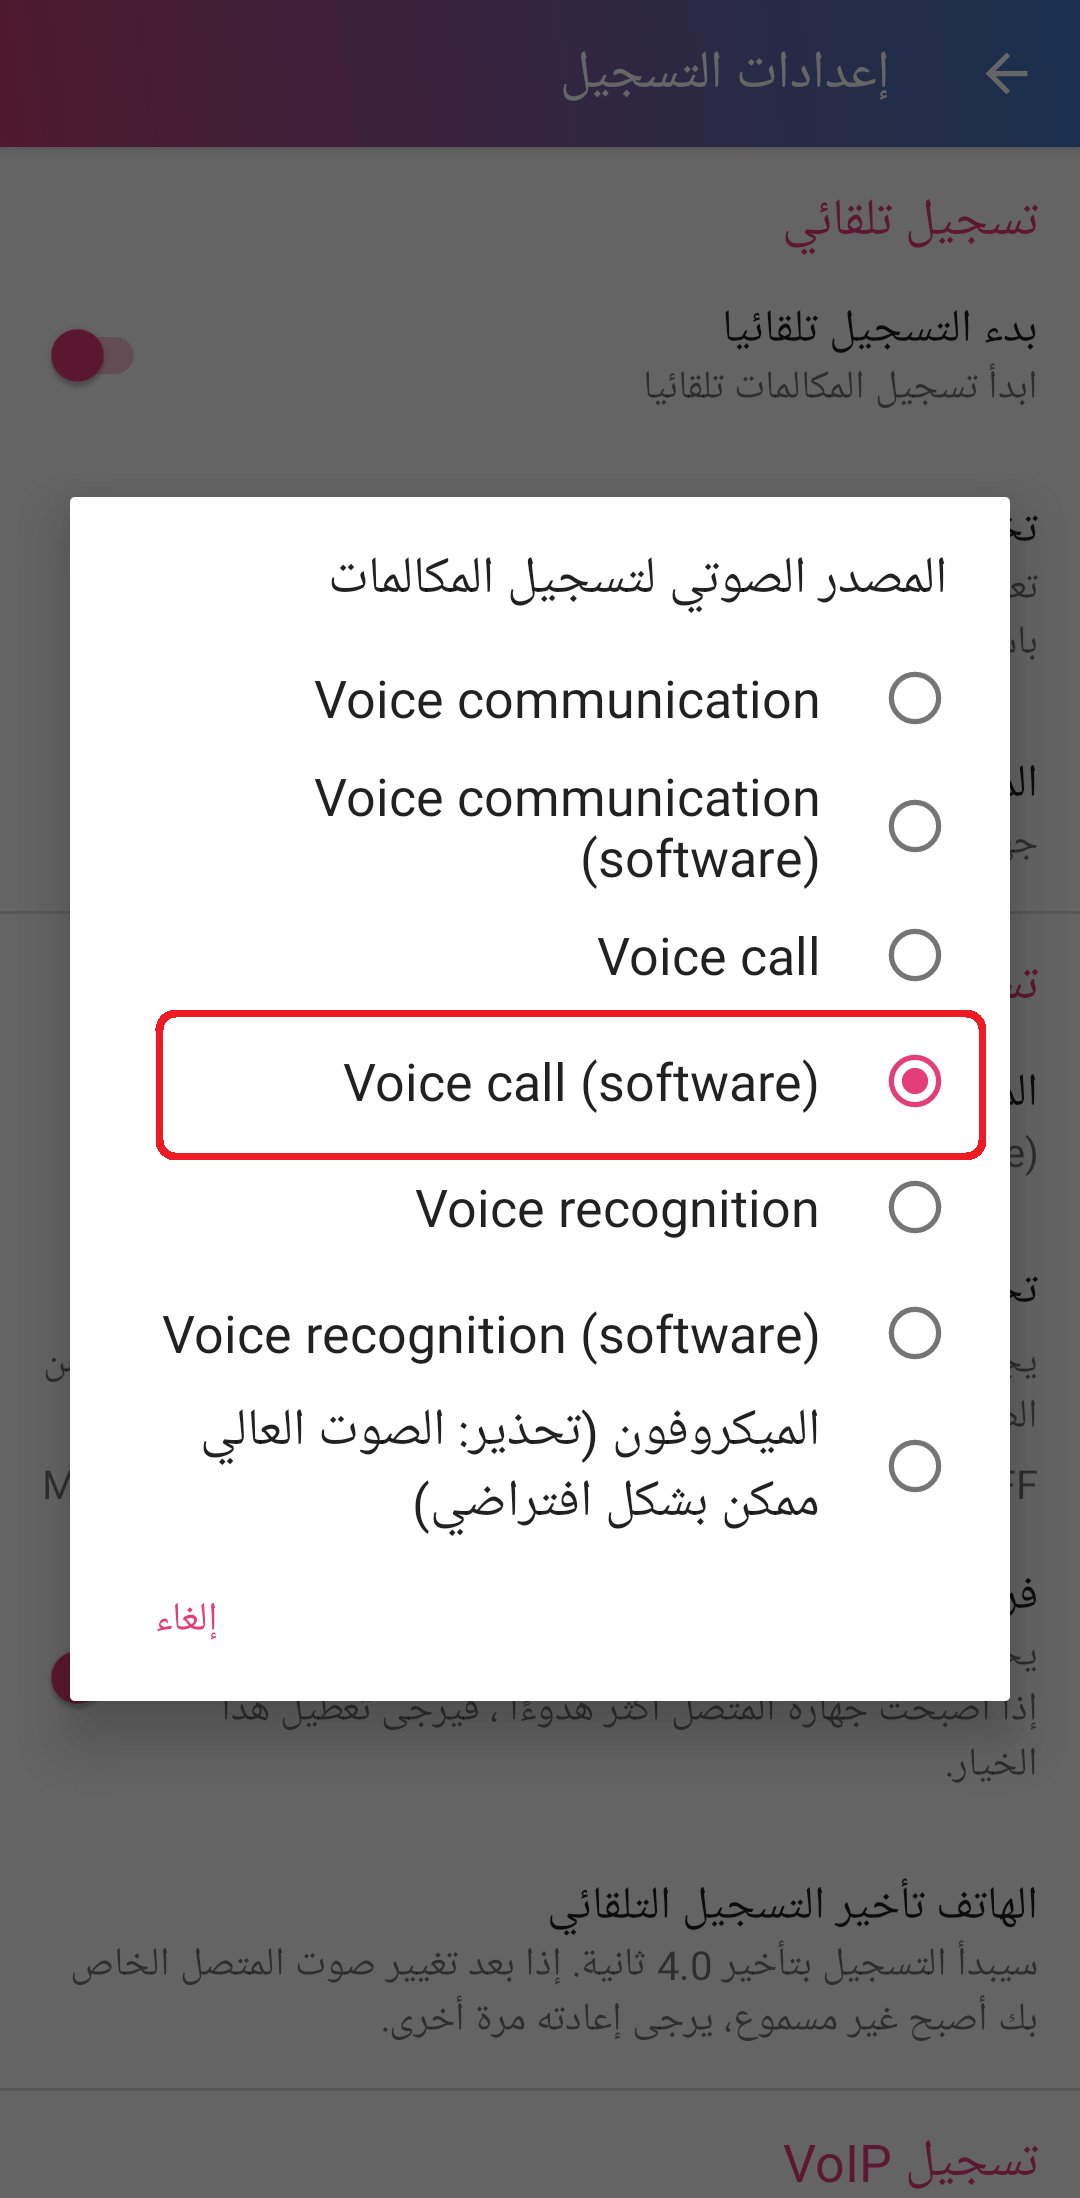 إعدادات التسجيل
تسجيل تلقائي
بدء التسجيل تلقائيا
ابدأ تسجيل المكالمات تلقائيا
المصدر الصوتي لتسجيل المكالمات
Voice communication
Voice communication
(software)
Voice call
Voice call (software)
Voice recognition
Voice recognition (software)
الميكروفون (تحذير: الصوت العالي
ممكن بشكل افتراضي)
إلغاء
إذا أصبحت جهازه المتصل أكثر هدوءًا ، فيرجى تعطيل هذا
الخيار.
الهاتف تأخير التسجيل التلقائي
سيبدأ التسجيل بتأخير 4.0 ثانية. إذا بعد تغيير صوت المتصل الخاص
بك أصبح غير مسموع، يرجى إعادته مرة أخرى.
تسجيل VoIP